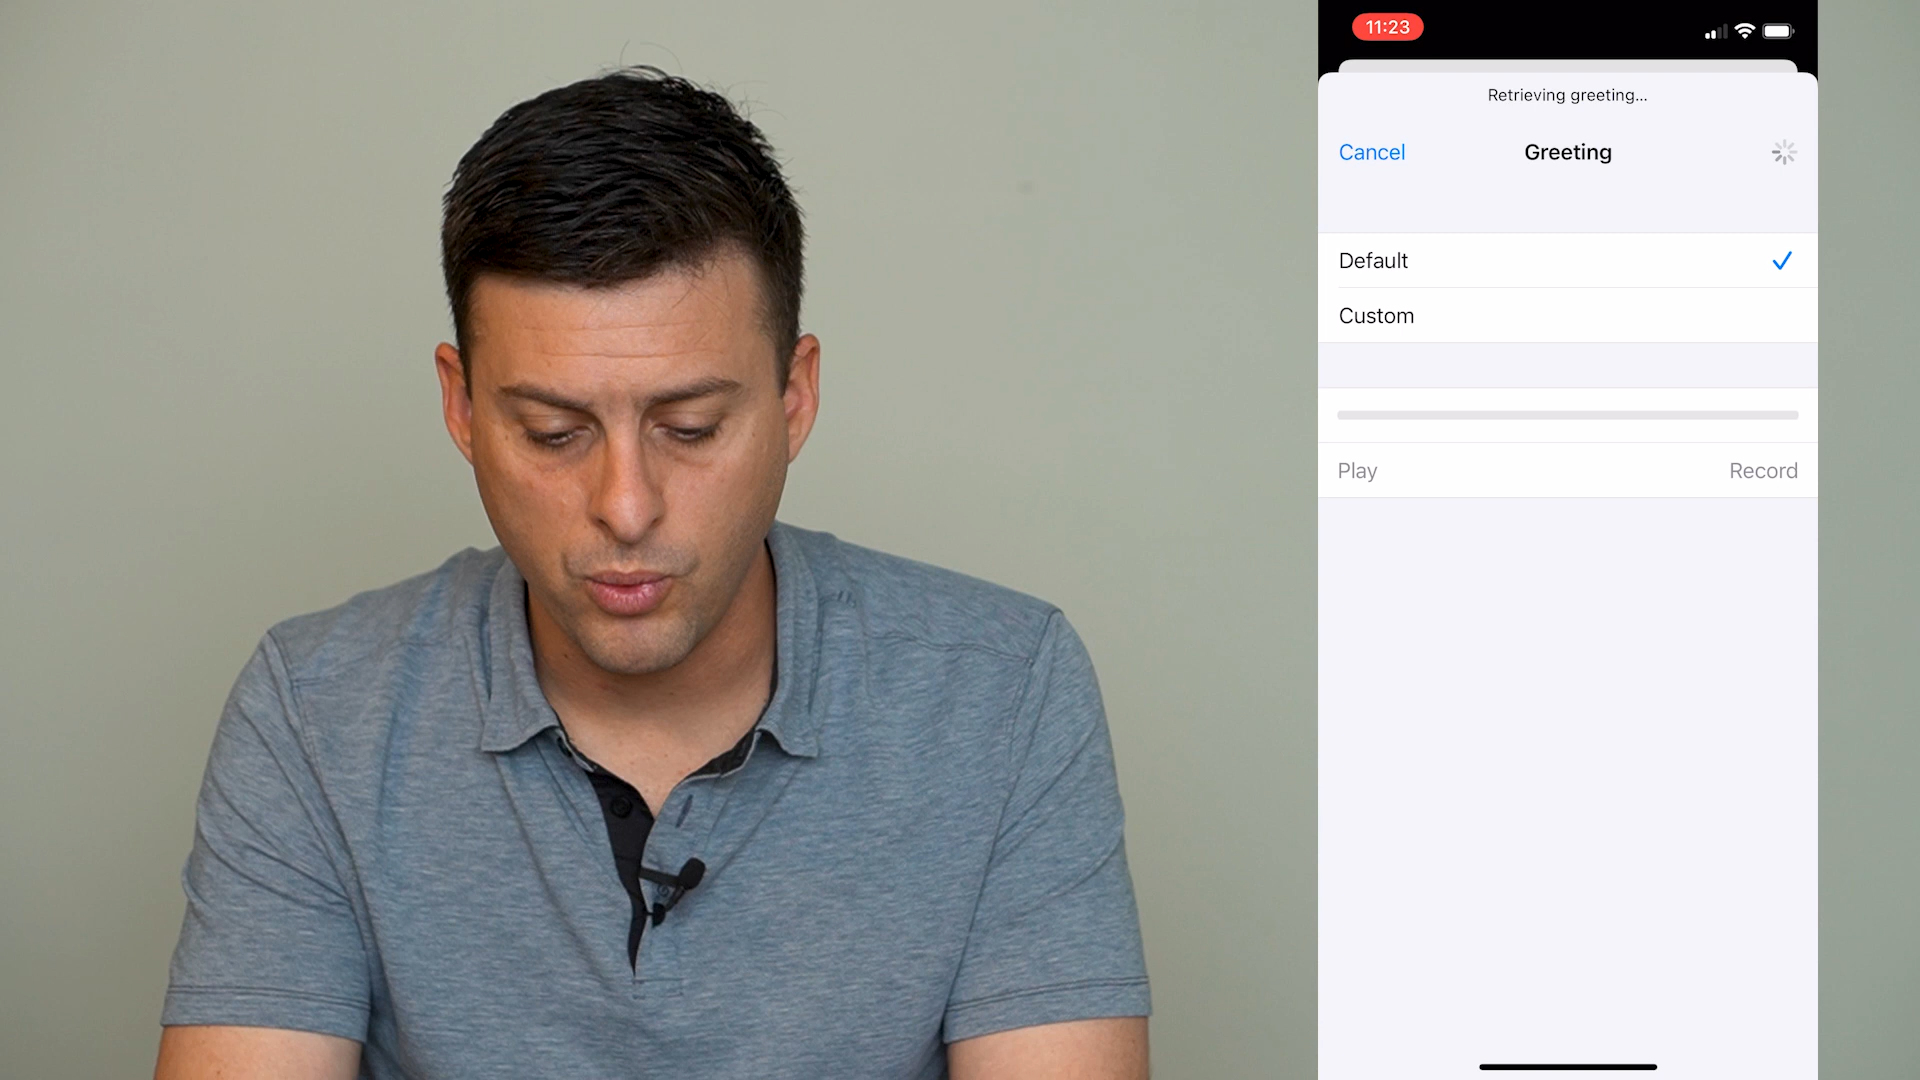 11:23
Retrieving greeting...
Cancel Greeting
Default
Custom
Play Record